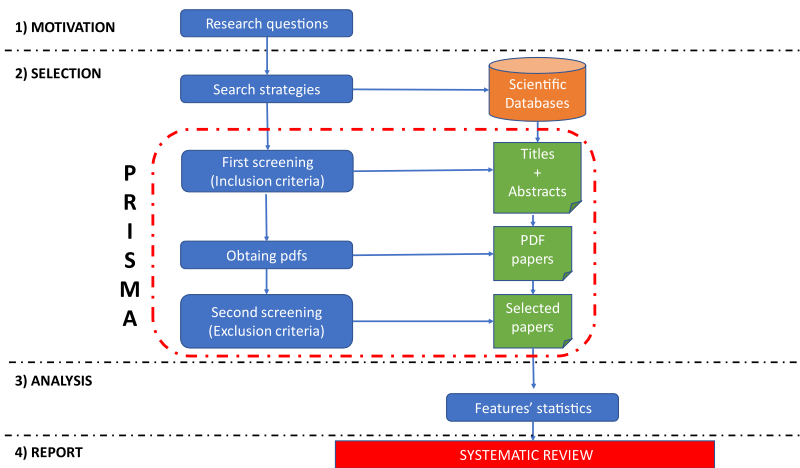 1) MOTIVATION
Research questions
2) SELECTION
Search strategies
Scientific
Databases
P
R
I
S
M
A
First screening
(Inclusion criteria)
Titles
+
Abstracts
Obtaing pdfs
PDF
papers
Second screening
(Exclusion criteria)
Selected
papers
3) ANALYSIS
Features' statistics
4) REPORT
SYSTEMATIC REVIEW